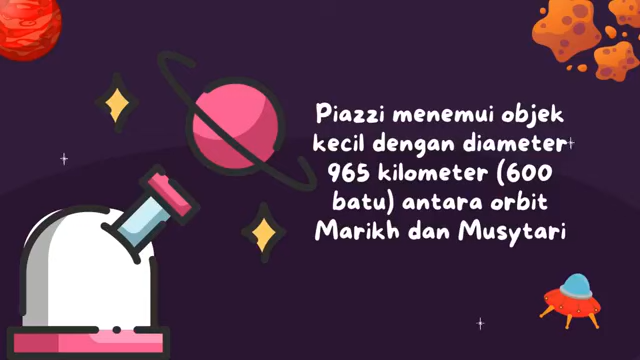 Piazzi menemui objek
kecil dengan diameter
965 kilometer (600
batu) antara orbit
Marikh dan Musytari